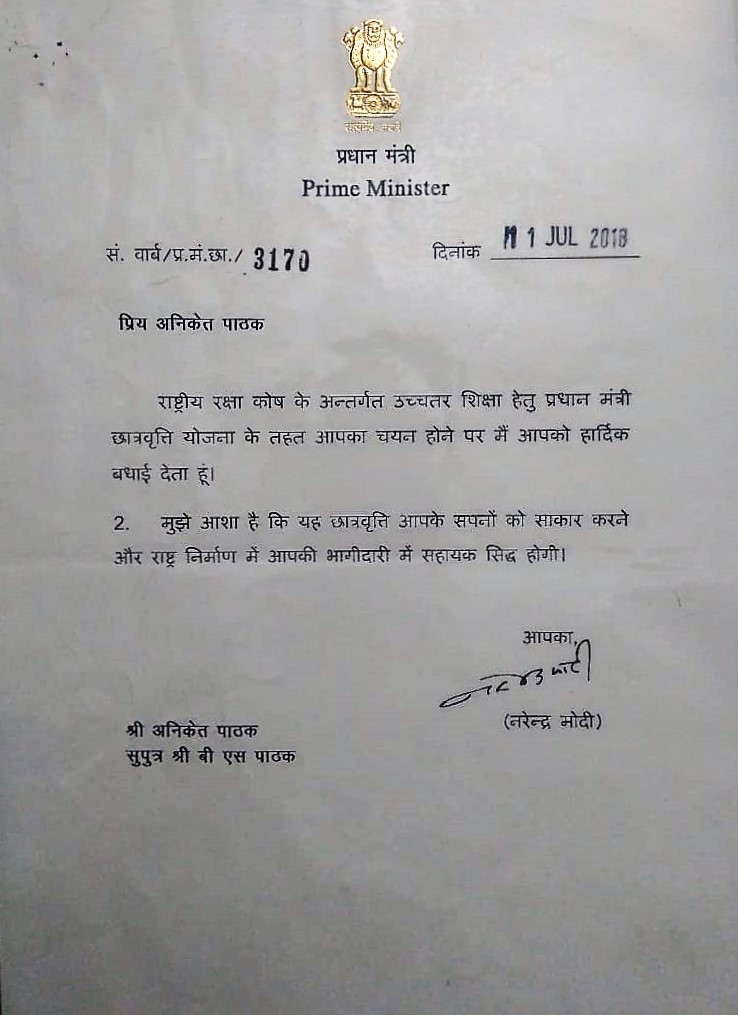 सत्यमेव जयते
प्रधान मंत्री
Prime Minister
सं. वार्ब/प्र.मं.छा./ 3170
दिनांक 1 JUL 2018
प्रिय अनिकेत पाठक
राष्ट्रीय रक्षा कोष के अन्तर्गत उच्चतर शिक्षा हेतु प्रधान मंत्री
छात्रवृत्ति योजना के तहत आपका चयन होने पर मैं आपको हार्दिक
बधाई देता हूं।
2. मुझे आशा है कि यह छात्रवृत्ति आपके सपनों को साकार करने
और राष्ट्र निर्माण में आपकी भागीदारी में सहायक सिद्ध होगी।
आपका,
(नरेन्द्र मोदी)
श्री अनिकेत पाठक
सुपुत्र श्री बी एस पाठक